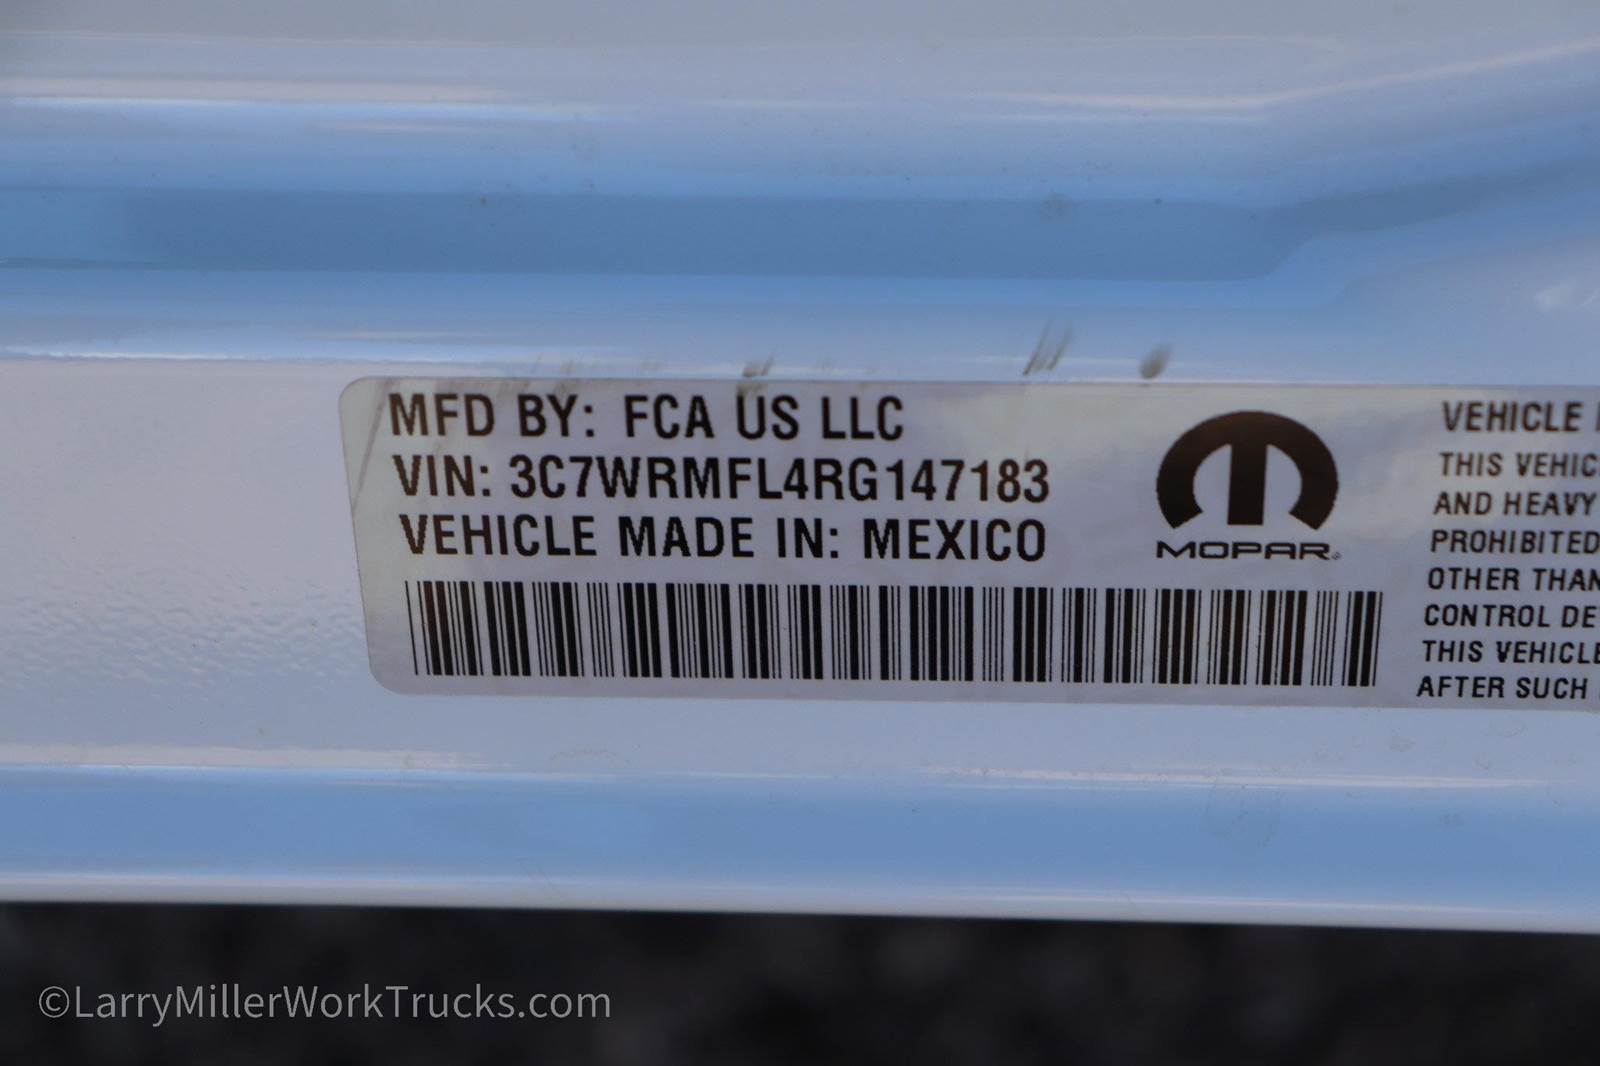 MFD BY: FCA US LLC
VIN: 3C7WRMFL4RG147183
VEHICLE MADE IN: MEXICO
MOPAR®
VEHICLE
THIS VEHIC
AND HEAVY
PROHIBITED
OTHER THAN
CONTROL DE
THIS VEHICLE
AFTER SUCH
©LarryMillerWorkTrucks.com